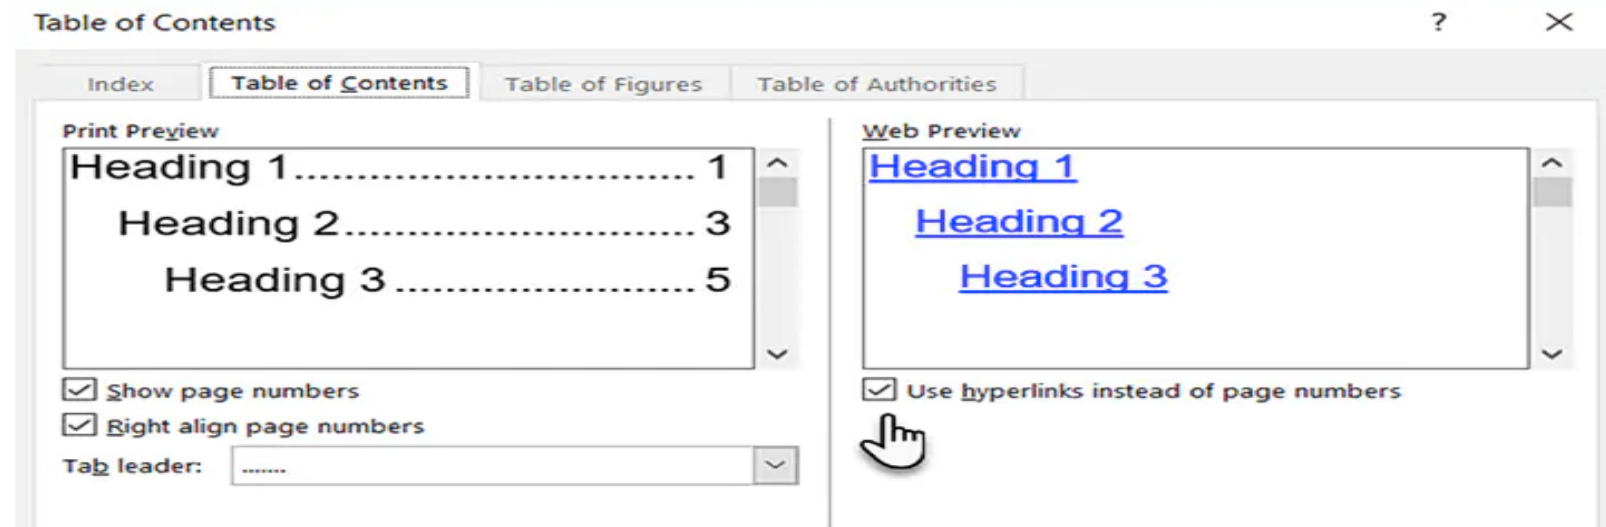 Table of Contents ?
Index Table of Contents Table of Figures Table of Authorities
Print Preview
Heading 1................................ 1
Heading 2............................ 3
Heading 3........................ 5
Show page numbers
Right align page numbers
Tab leader: .......
Web Preview
Heading 1
Heading 2
Heading 3
Use hyperlinks instead of page numbers